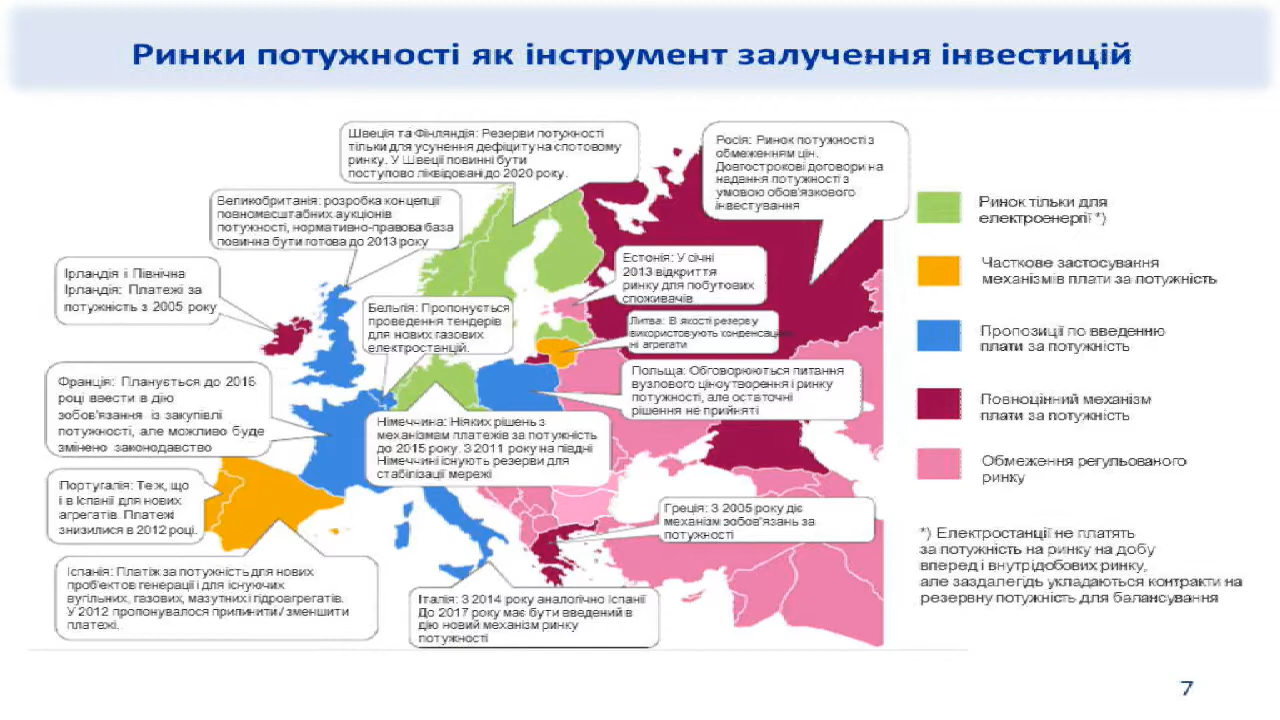 Ринки потужності як інструмент залучення інвестицій
Швеція та Фінляндія: Резерви потужності
тільки для усунення дефіциту на спотовому
ринку. У Швеції повинні бути
поступово ліквідовані до 2020 року.
Росія: Ринок потужності з
обмеженням цін.
Довгострокові договори на
надання потужності з
умовою обов'язкового
інвестування
Великобританія: розробка концепції
повномасштабних аукціонів
потужності, нормативно-правова база
повинна бути готова до 2013 року
Ірландія і Північна
Ірландія: Платежі за
потужність з 2005 року
Естонія: У січні
2013 відкриття
ринку для побутових
споживачів
Бельгія: Пропонується
проведення тендерів
для нових газових
електростанцій.
Литва: В якості резерву
використовують конденсаційні
ні агрегати
Франція: Планується до 2016
році ввести в дію
зобов'язання із закупівлі
потужності, але можливо буде
змінено законодавство
Польща: Обговорюються питання
вузлового ціноутворення і ринку
потужності, але остаточні
рішення не прийняті
Німеччина: Ніяких рішень з
механізмам платежів за потужність
до 2015 року. З 2011 року на півдні
Німеччині існують резерви для
стабілізації мережі
Португалія: Те ж, що
і в Іспанії для нових
агрегатів. Платежі
знизилися в 2012 році.
Греція: З 2005 року діє
механізм зобов'язань за
потужності
Іспанія: Платіж за потужність для нових
проб'ектов генерації і для існуючих
вугільних, газових, мазутних і гідроагрегатів.
У 2012 пропонувалося припинити / зменшити
платежі.
Італія: З 2014 року аналогічно Іспанії
До 2017 року має бути введений в
дію новий механізм ринку
потужності
Ринок тільки для
електроенергії *)
Часткове застосування
механізмів плати за потужність
Пропозиції по введенню
плати за потужність
Повноцінний механізм
плати за потужність
Обмеження регульованого
ринку
*) Електростанції не платять
за потужність на ринку на добу
вперед і внутрідобових ринку,
але заздалегідь укладаються контракти на
резервну потужність для балансування
7